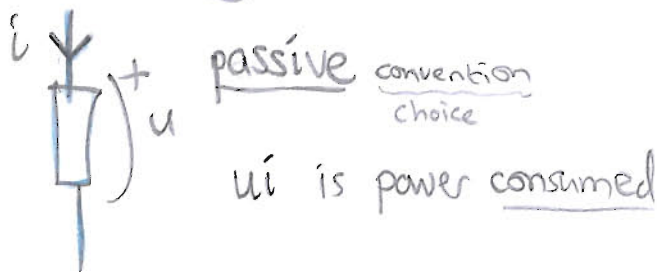 i
+
u
passive convention
choice
ui is power consumed